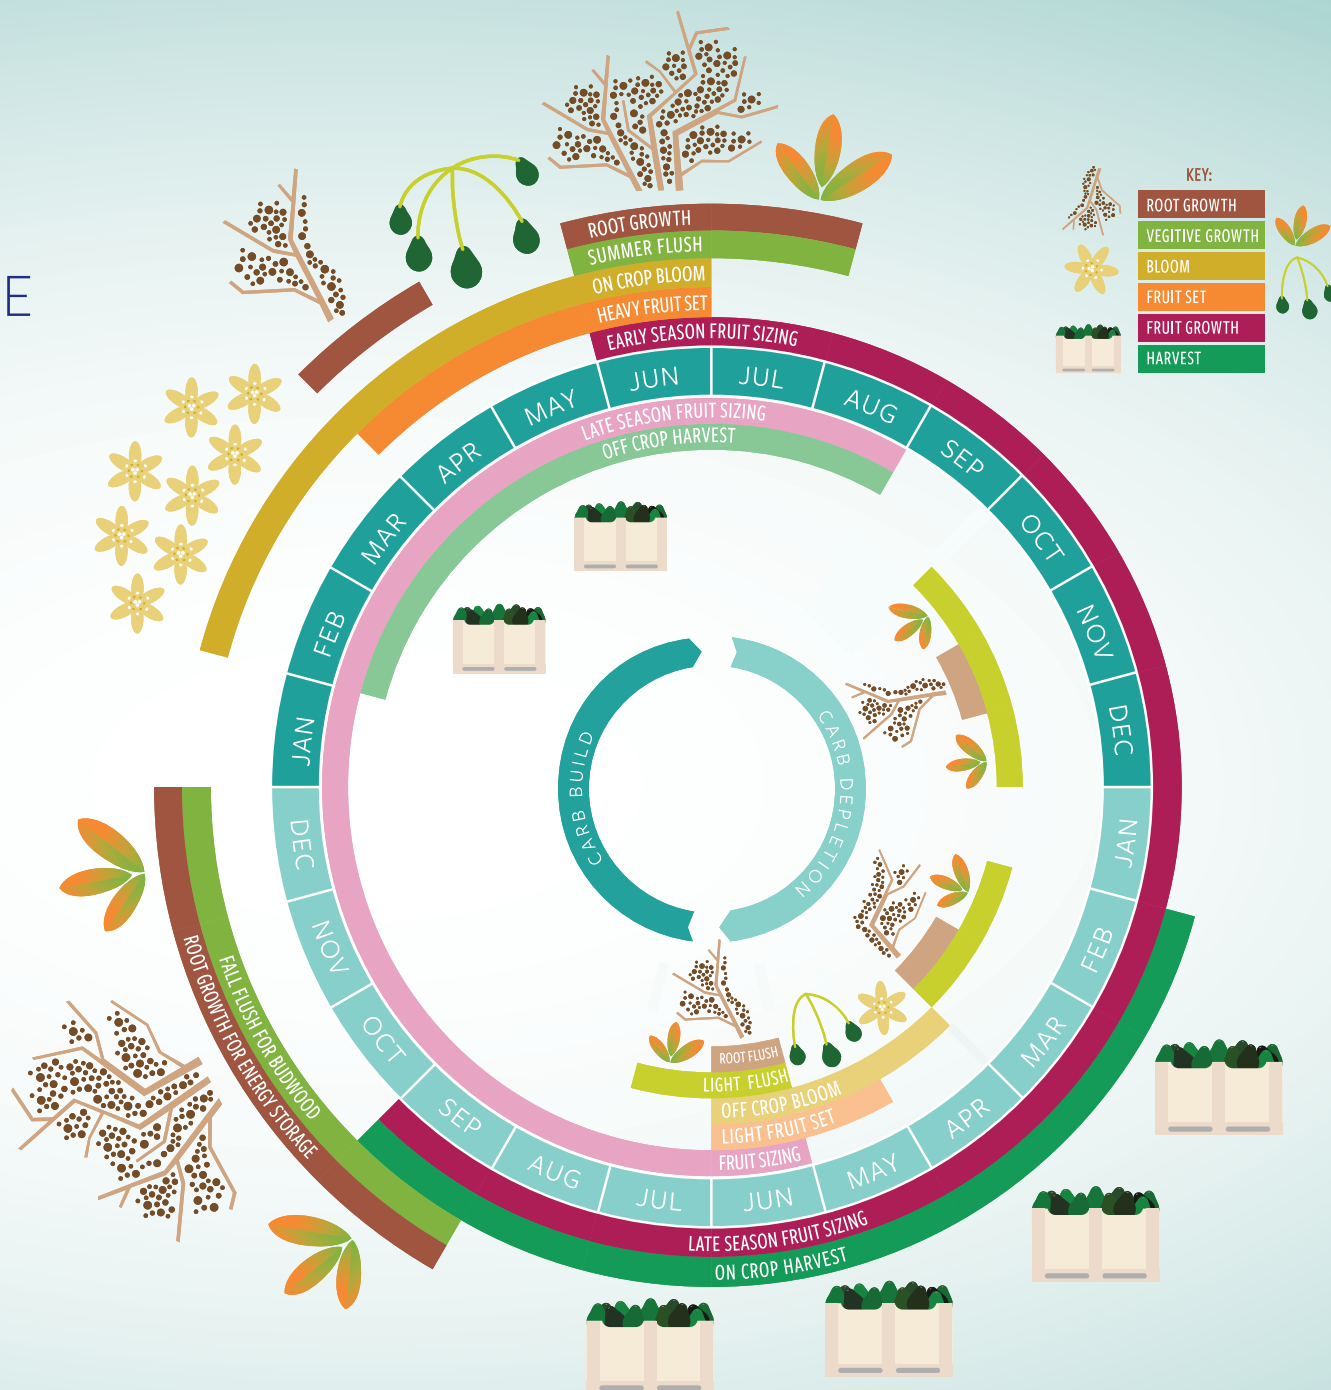 E
KEY:
ROOT GROWTH
VEGITIVE GROWTH
BLOOM
FRUIT SET
FRUIT GROWTH
HARVEST
ROOT GROWTH
SUMMER FLUSH
ON CROP BLOOM
HEAVY FRUIT SET
EARLY SEASON FRUIT SIZING
JAN
FEB
MAR
APR
MAY
JUN
JUL
AUG
SEP
OCT
NOV
DEC
JAN
FEB
MAR
APR
MAY
JUN
JUL
AUG
SEP
OCT
NOV
DEC
LATE SEASON FRUIT SIZING
OFF CROP HARVEST
CARB BUILD
CARB DEPLETION
FALL FLUSH FOR BUDWOOD
ROOT GROWTH FOR ENERGY STORAGE
ROOT FLUSH
LIGHT FLUSH
OFF CROP BLOOM
LIGHT FRUIT SET
FRUIT SIZING
LATE SEASON FRUIT SIZING
ON CROP HARVEST